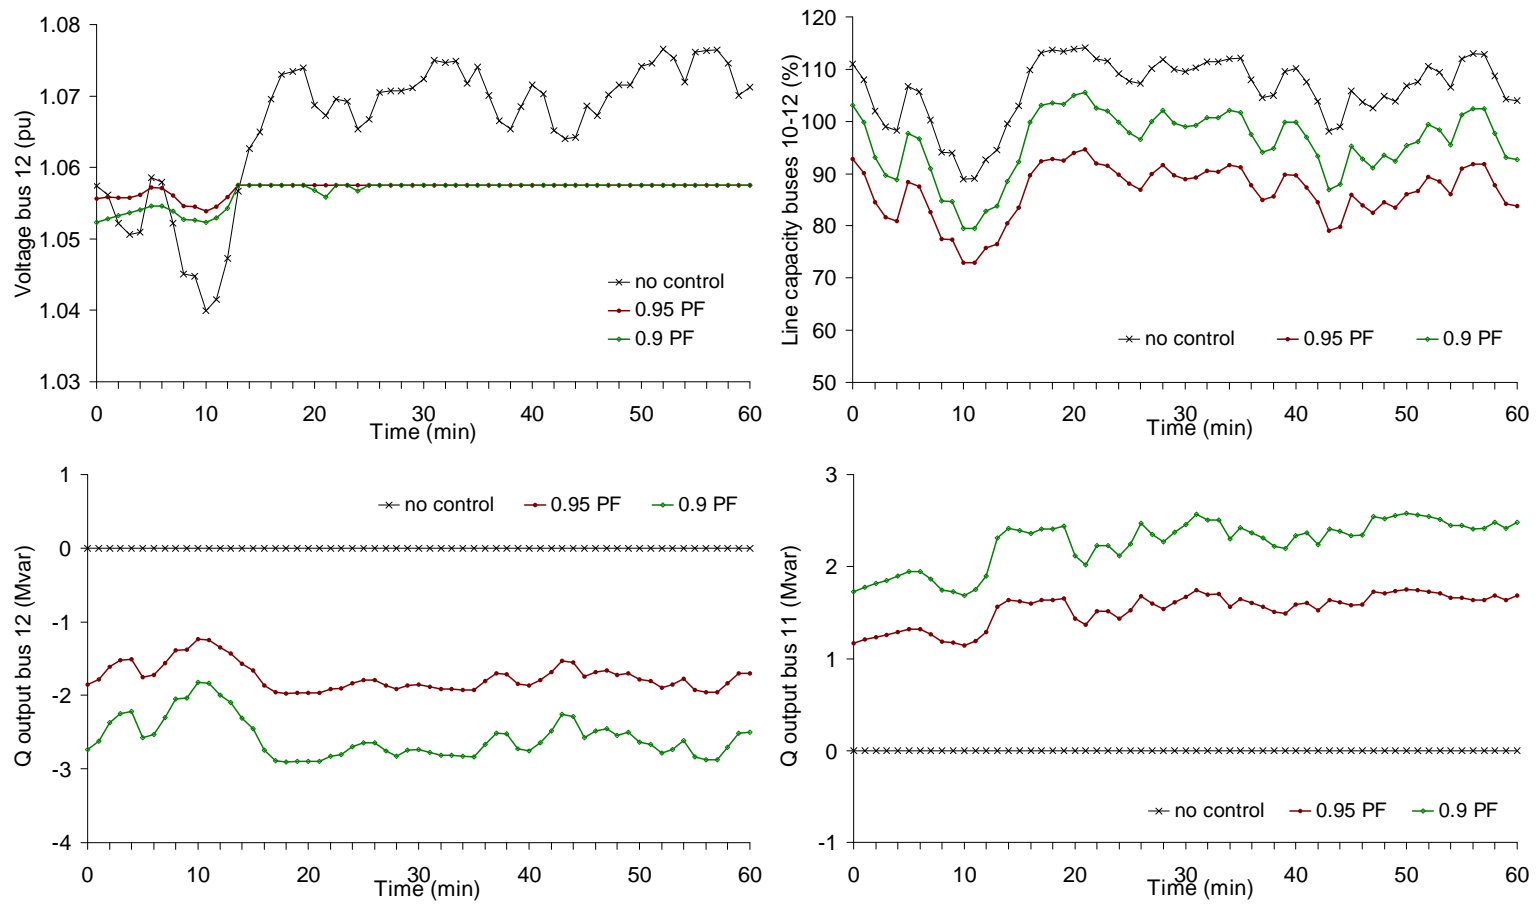 Voltage bus 12 (pu)
1.08
1.07
1.06
1.05
1.04
1.03
no control
0.95 PF
0.9 PF
0 10 20 30 40 50 60
Time (min)
Line capacity buses 10-12 (%)
120
110
100
90
80
70
60
50
no control 0.95 PF 0.9 PF
0 10 20 30 40 50 60
Time (min)
Q output bus 12 (Mvar)
1
0
-1
-2
-3
-4
no control 0.95 PF 0.9 PF
0 10 20 30 40 50 60
Time (min)
Q output bus 11 (Mvar)
3
2
1
0
-1
no control 0.95 PF 0.9 PF
0 10 20 30 40 50 60
Time (min)